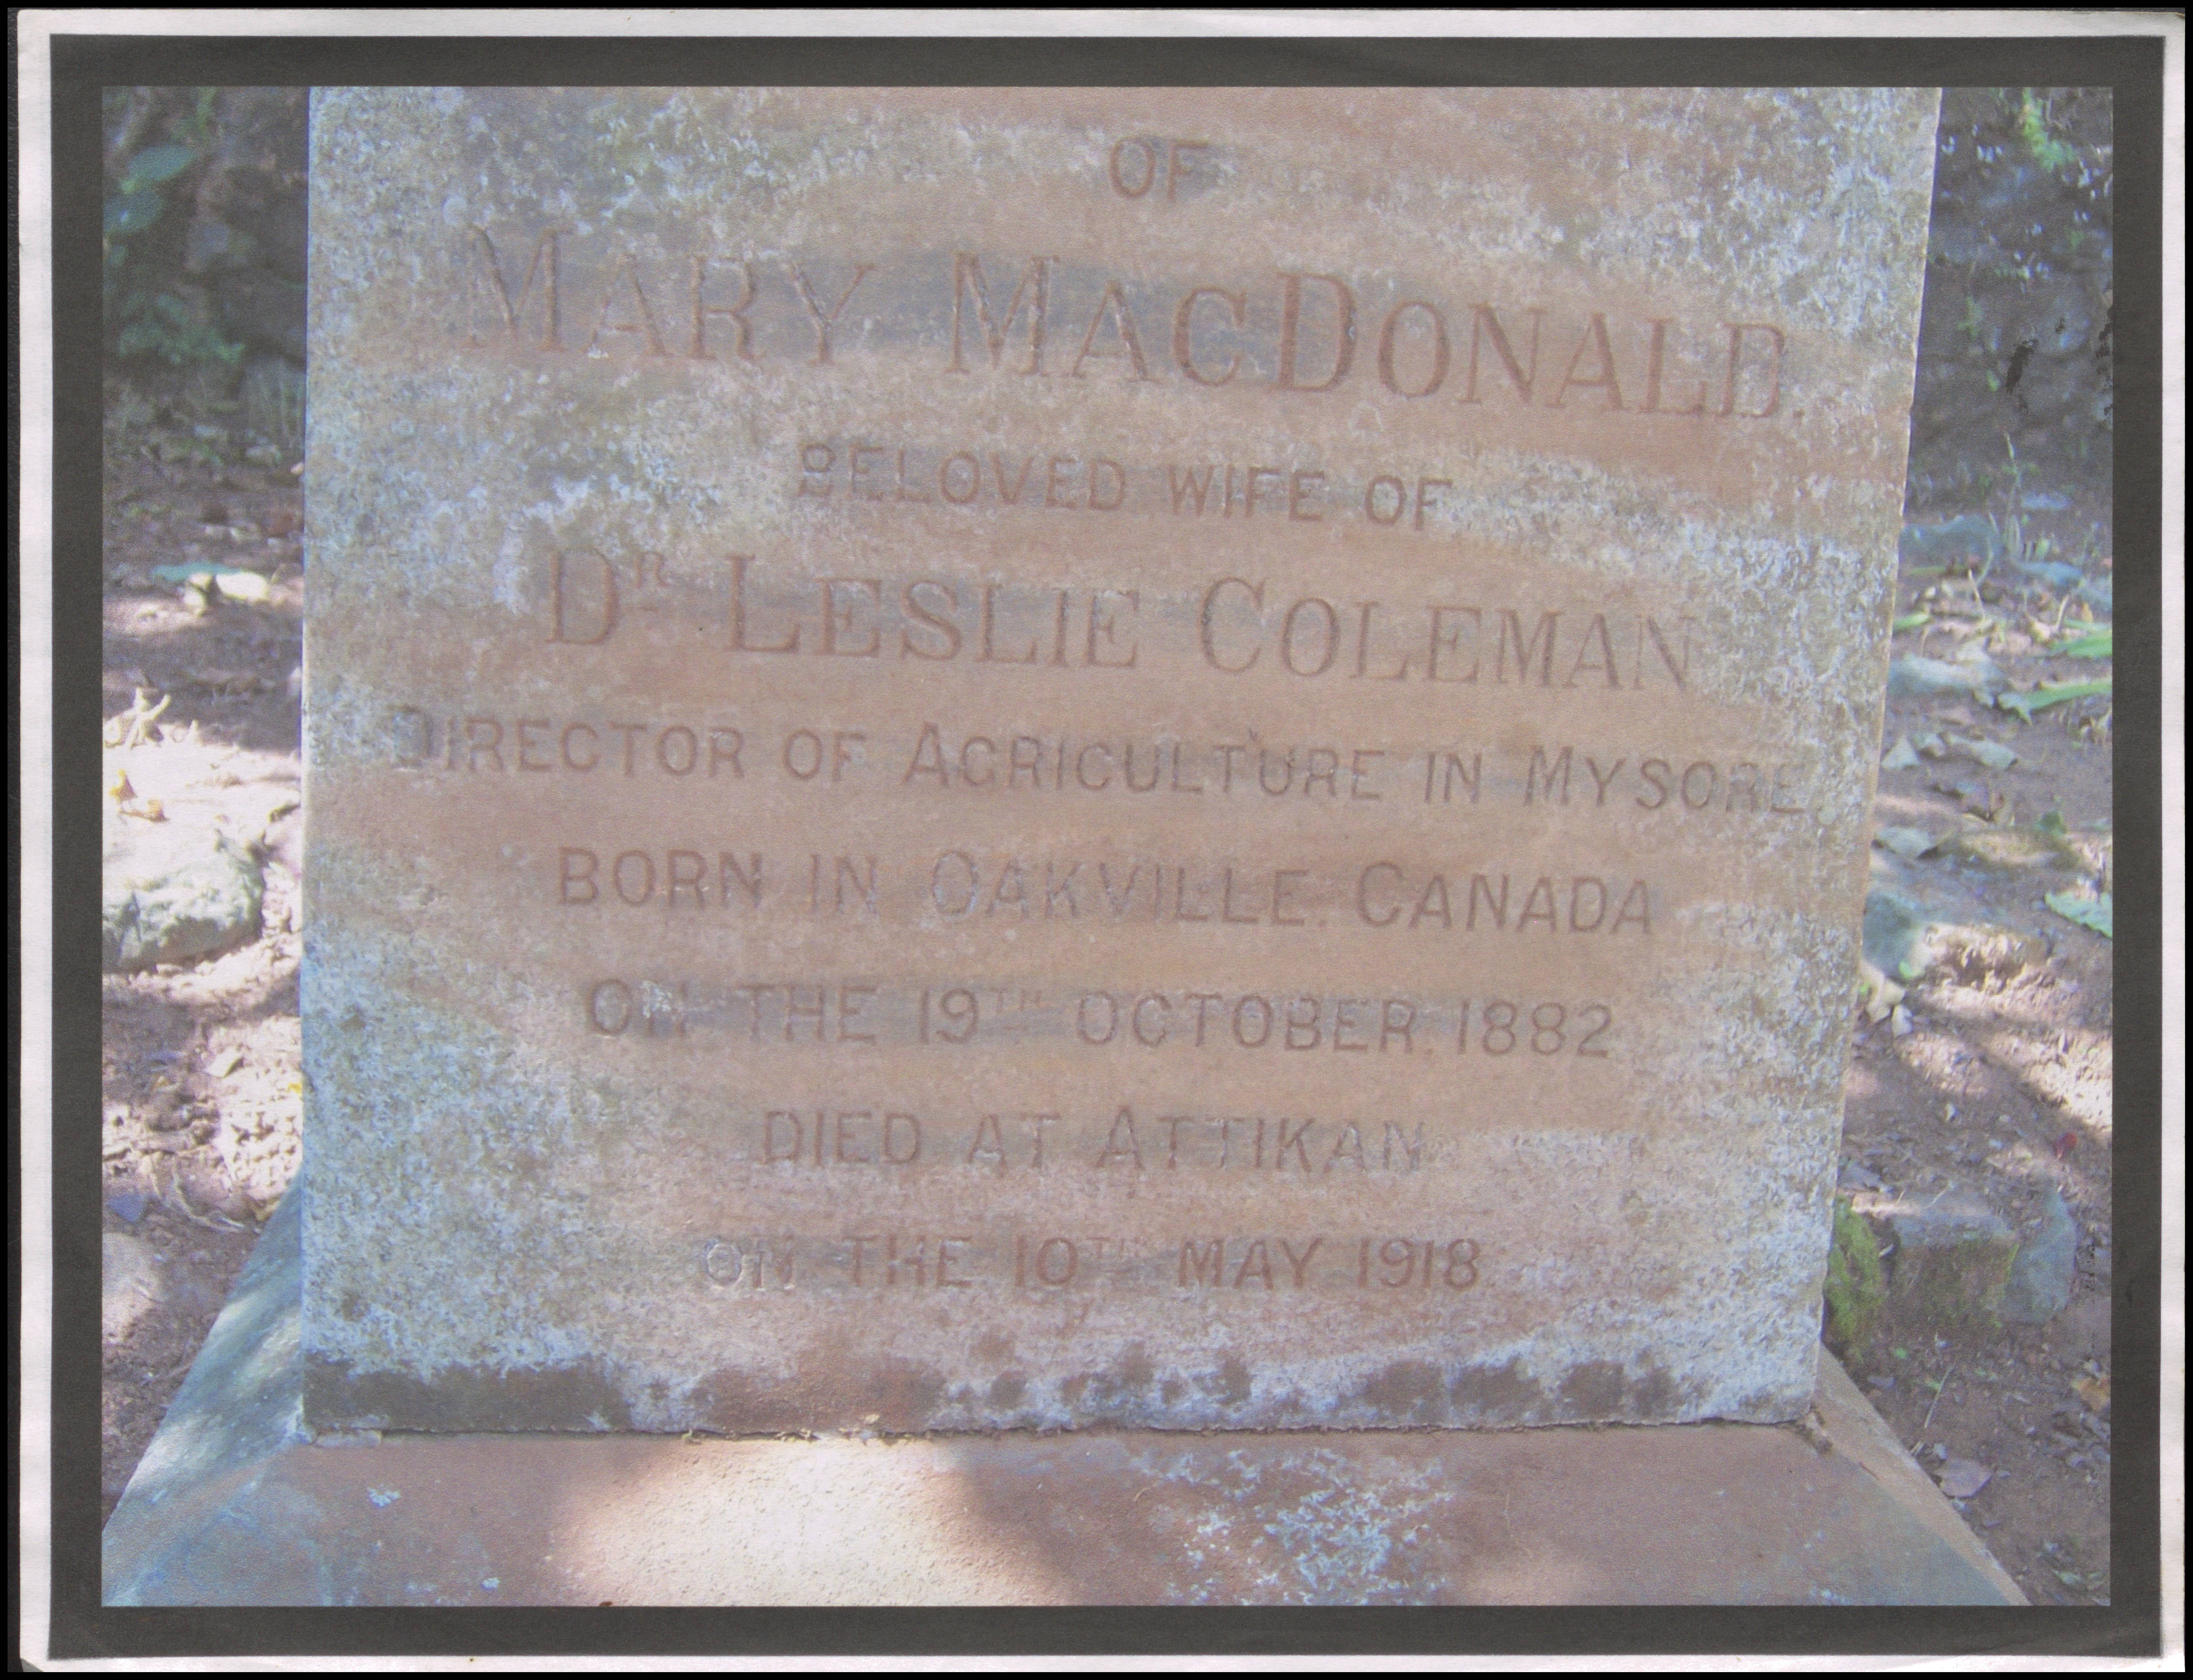 OF
MARY MACDONALD.
BELOVED WIFE OF
DR LESLIE COLEMAN
DIRECTOR OF AGRICULTURE IN MYSORE
BORN IN OAKVILLE. CANADA
ON THE 19TH OCTOBER. 1882
DIED AT ATTIKAN
ON THE 10TH MAY 1918